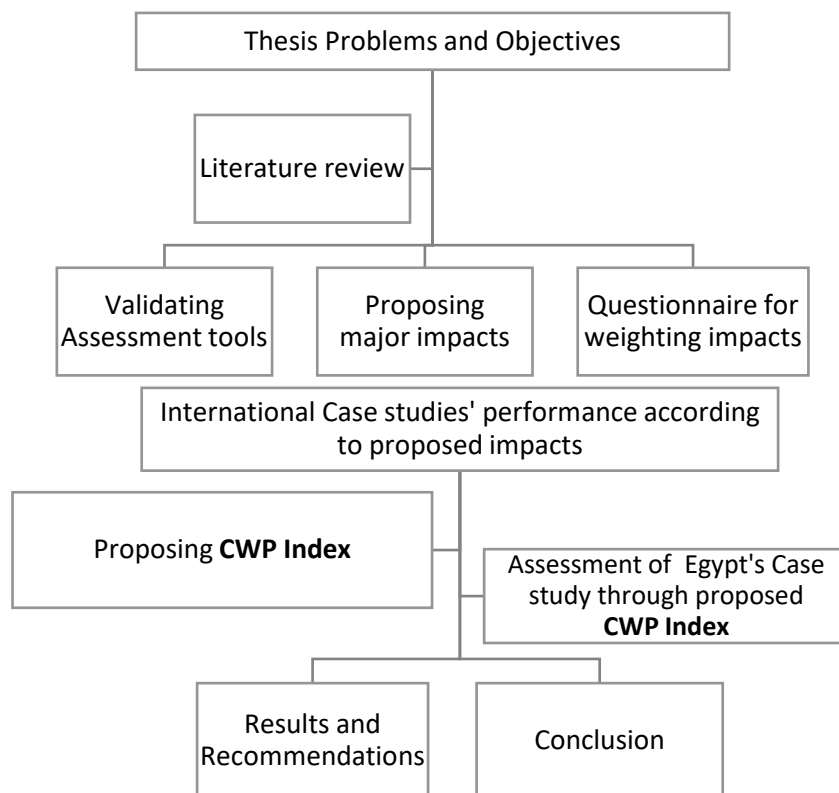 Thesis Problems and Objectives
Literature review
Validating
Assessment tools
Proposing
major impacts
Questionnaire for
weighting impacts
International Case studies' performance according
to proposed impacts
Proposing CWP Index
Assessment of Egypt's Case
study through proposed
CWP Index
Results and
Recommendations
Conclusion